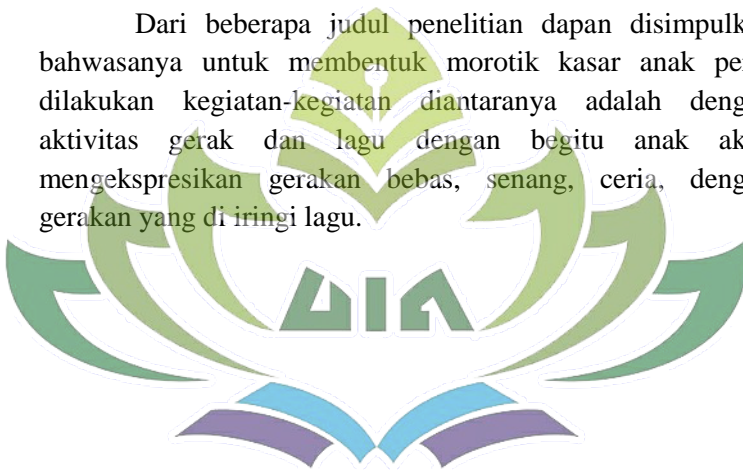 Dari beberapa judul penelitian dapan disimpulk
bahwasanya untuk membentuk morotik kasar anak pe
dilakukan kegiatan-kegiatan diantaranya adalah deng
aktivitas gerak dan lagu dengan begitu anak ak
mengekspresikan gerakan bebas, senang, ceria, deng
gerakan yang di iringi lagu.
UIN